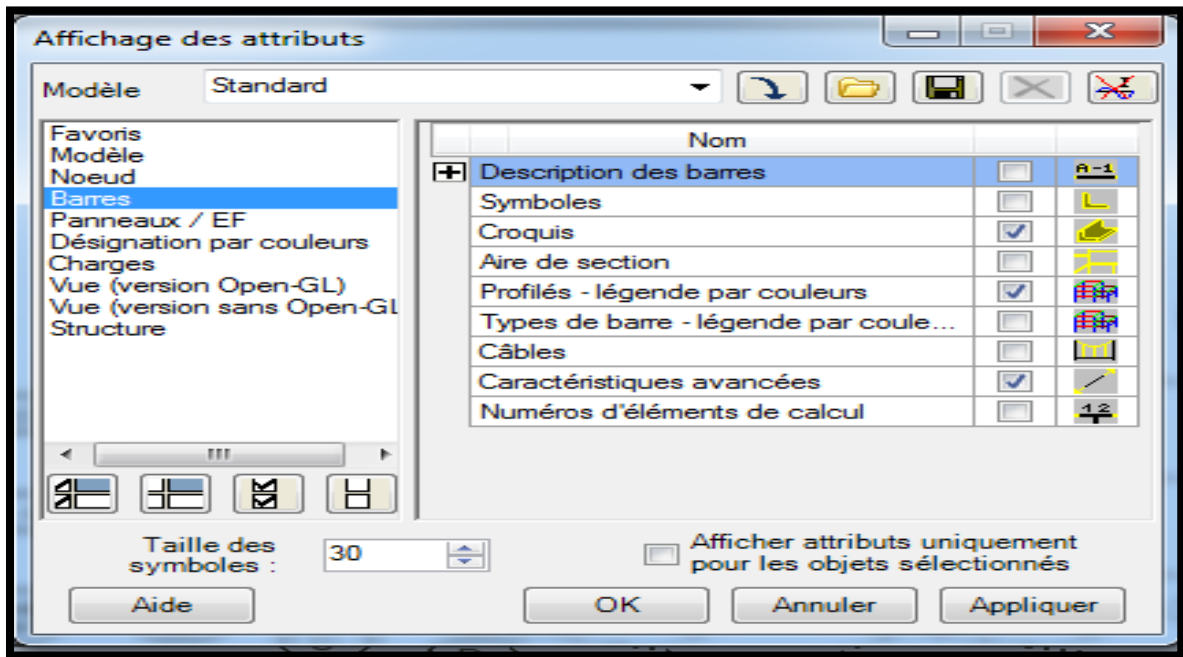 Affichage des attributs
Modèle
Standard
Favoris
Modèle
Noeud
Barres
Panneaux / EF
Désignation par couleurs
Charges
Vue (version Open-GL)
Vue (version sans Open-GL
Structure
Nom
Description des barres
A-1
Symboles
Croquis
Aire de section
Profilés - légende par couleurs
Types de barre - légende par coule...
Câbles
Caractéristiques avancées
Numéros d'éléments de calcul
1 2
Taille des
symboles :
30
Afficher attributs uniquement
pour les objets sélectionnés
Aide
OK
Annuler
Appliquer